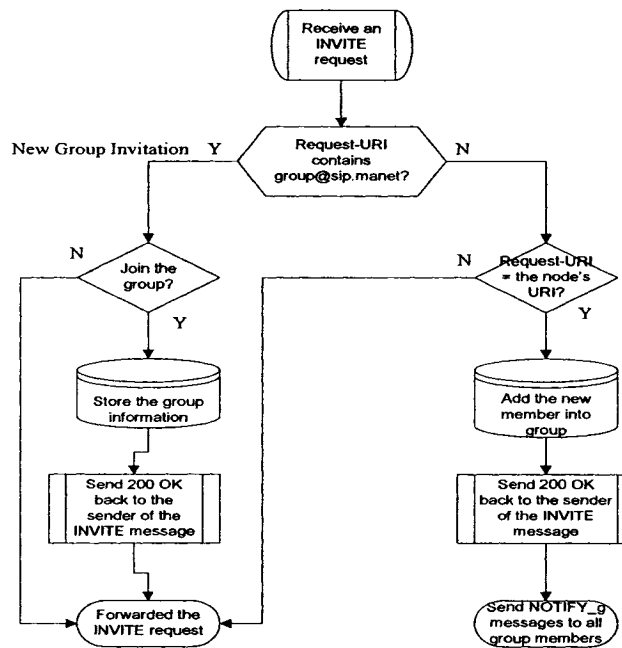 Receive an
INVITE
request
New Group Invitation
Y
Request-URI
contains
group@sip.manet?
N
N
Join the
group?
Y
N
Request-URI
= the node's
URI?
Y
Store the group
information
Add the new
member into
group
Send 200 OK
back to the
sender of the
INVITE message
Send 200 OK
back to the sender
of the INVITE
message
Forwarded the
INVITE request
Send NOTIFY_g
messages to all
group members